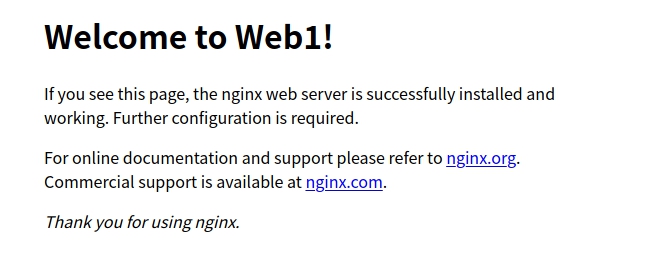 Welcome to Web1!
If you see this page, the nginx web server is successfully installed and
working. Further configuration is required.
For online documentation and support please refer to nginx.org.
Commercial support is available at nginx.com.
Thank you for using nginx.